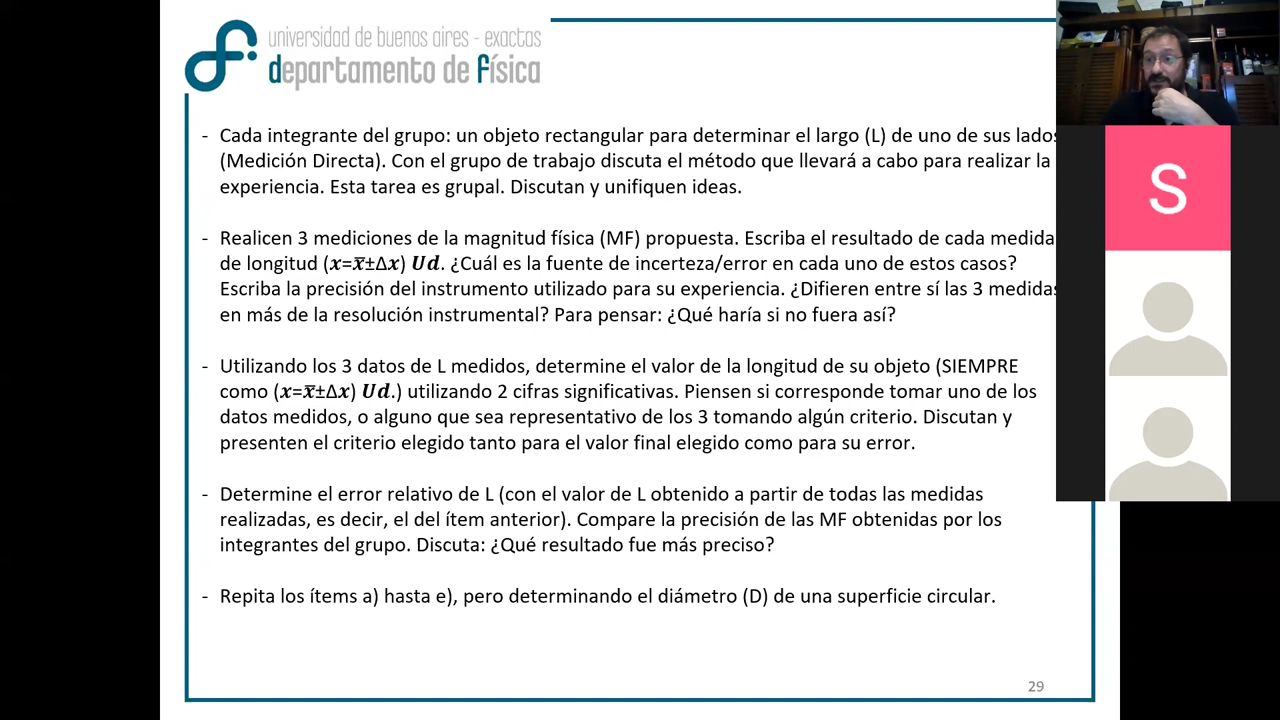 universidad de buenos aires - exactas
departamento de física
- Cada integrante del grupo: un objeto rectangular para determinar el largo (L) de uno de sus lados
(Medición Directa). Con el grupo de trabajo discuta el método que llevará a cabo para realizar la
experiencia. Esta tarea es grupal. Discutan y unifiquen ideas.
- Realicen 3 mediciones de la magnitud física (MF) propuesta. Escriba el resultado de cada medida
de longitud (x=x̅±Δx) Ud. ¿Cuál es la fuente de incerteza/error en cada uno de estos casos?
Escriba la precisión del instrumento utilizado para su experiencia. ¿Difieren entre sí las 3 medidas
en más de la resolución instrumental? Para pensar: ¿Qué haría si no fuera así?
- Utilizando los 3 datos de L medidos, determine el valor de la longitud de su objeto (SIEMPRE
como (x=x̅±Δx) Ud.) utilizando 2 cifras significativas. Piensen si corresponde tomar uno de los
datos medidos, o alguno que sea representativo de los 3 tomando algún criterio. Discutan y
presenten el criterio elegido tanto para el valor final elegido como para su error.
- Determine el error relativo de L (con el valor de L obtenido a partir de todas las medidas
realizadas, es decir, el del ítem anterior). Compare la precisión de las MF obtenidas por los
integrantes del grupo. Discuta: ¿Qué resultado fue más preciso?
- Repita los ítems a) hasta e), pero determinando el diámetro (D) de una superficie circular.
29
S